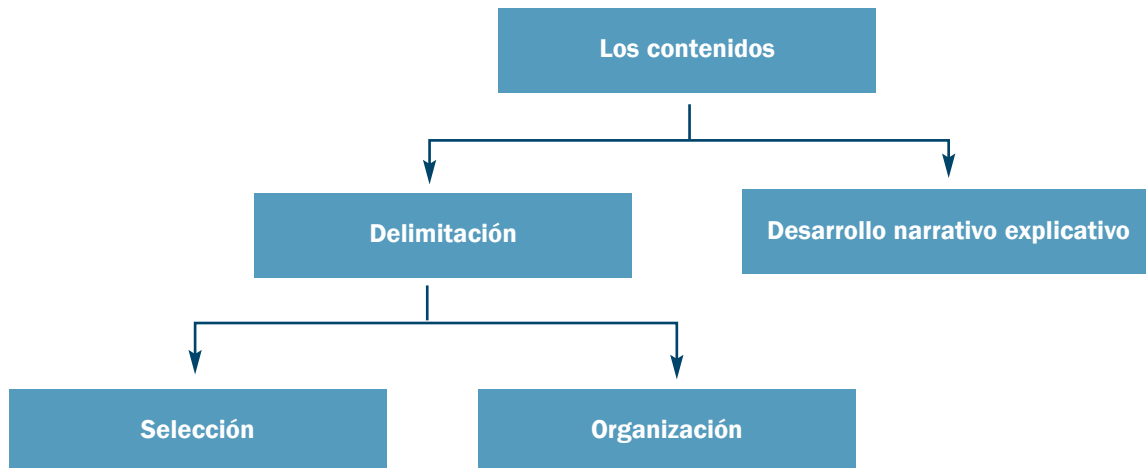 Los contenidos
Delimitación
Desarrollo narrativo explicativo
Selección
Organización